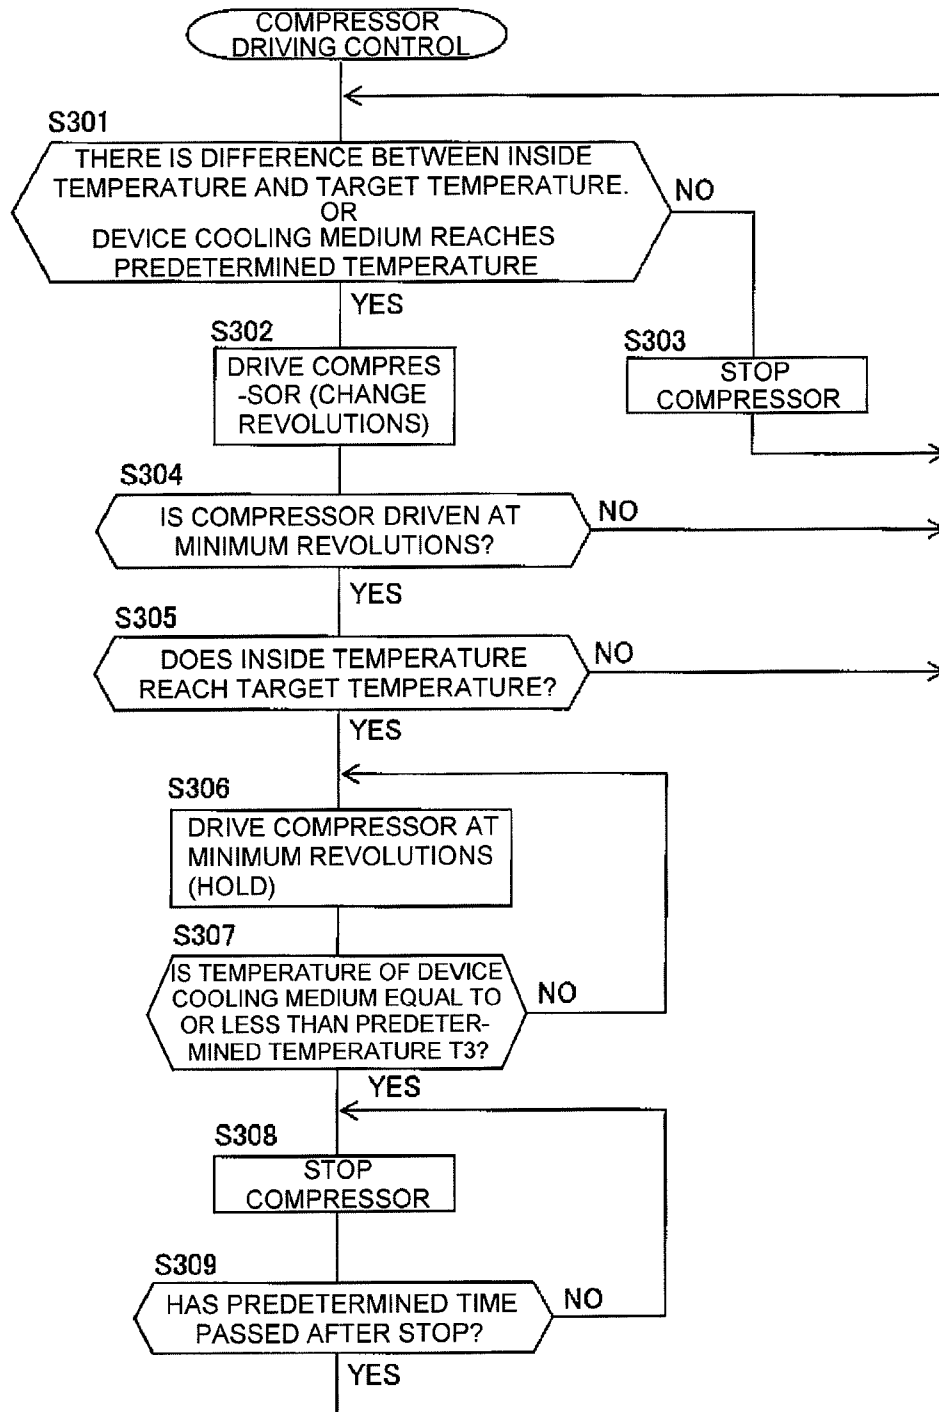 COMPRESSOR
DRIVING CONTROL
S301
THERE IS DIFFERENCE BETWEEN INSIDE
TEMPERATURE AND TARGET TEMPERATURE.
OR
DEVICE COOLING MEDIUM REACHES
PREDETERMINED TEMPERATURE
NO
YES
S302
DRIVE COMPRES
-SOR (CHANGE
REVOLUTIONS)
S303
STOP
COMPRESSOR
S304
IS COMPRESSOR DRIVEN AT
MINIMUM REVOLUTIONS?
NO
YES
S305
DOES INSIDE TEMPERATURE
REACH TARGET TEMPERATURE?
NO
YES
S306
DRIVE COMPRESSOR AT
MINIMUM REVOLUTIONS
(HOLD)
S307
IS TEMPERATURE OF DEVICE
COOLING MEDIUM EQUAL TO
OR LESS THAN PREDETER-
MINED TEMPERATURE T3?
NO
YES
S308
STOP
COMPRESSOR
S309
HAS PREDETERMINED TIME
PASSED AFTER STOP?
NO
YES